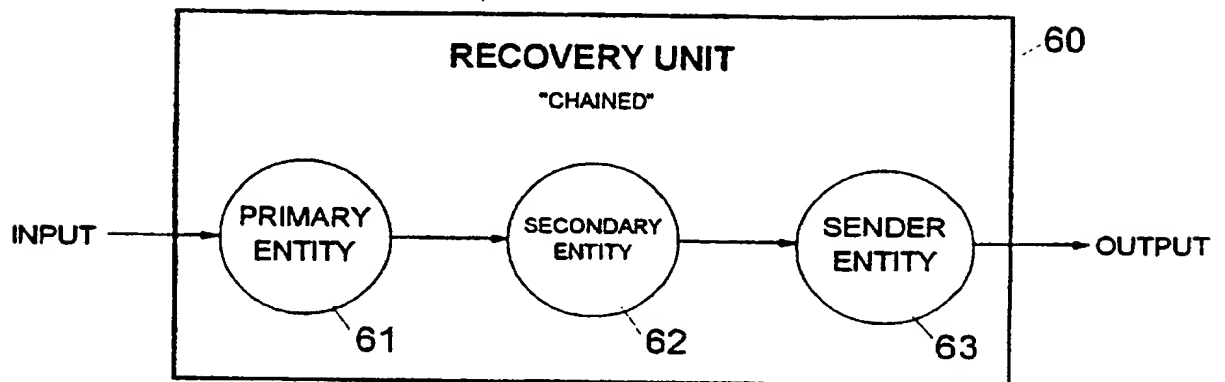 RECOVERY UNIT
"CHAINED"
60
INPUT
PRIMARY
ENTITY
SECONDARY
ENTITY
SENDER
ENTITY
OUTPUT
61
62
63